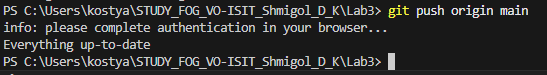 PS C:\Users\kostya\STUDY_FOG_VO-ISIT_Shmigol_D_K\Lab3> git push origin main
info: please complete authentication in your browser...
Everything up-to-date
PS C:\Users\kostya\STUDY_FOG_VO-ISIT_Shmigol_D_K\Lab3>